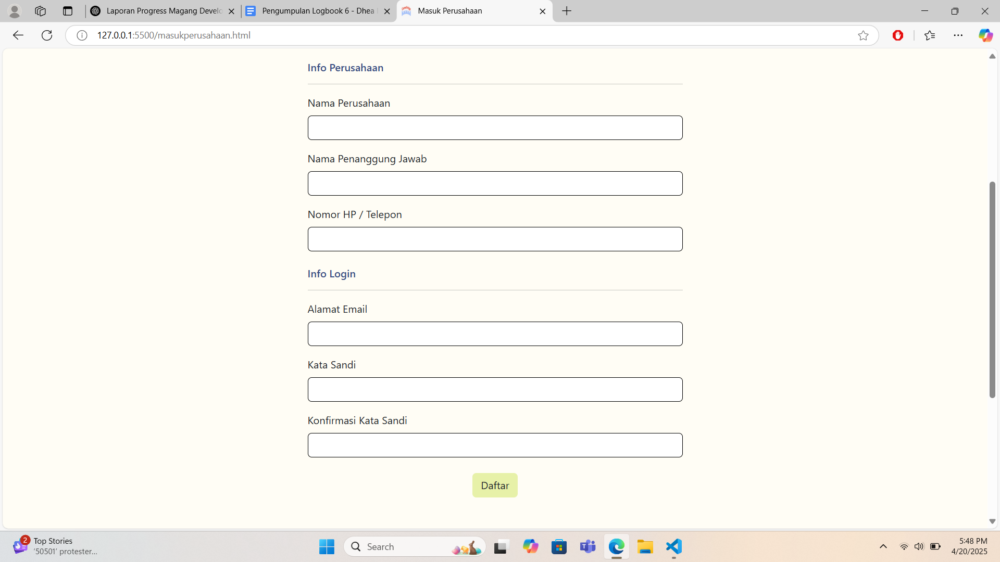 Laporan Progress Magang Develo
Pengumpulan Logbook 6 - Dhea
Masuk Perusahaan
127.0.0.1:5500/masukperusahaan.html
Info Perusahaan
Nama Perusahaan
Nama Penanggung Jawab
Nomor HP / Telepon
Info Login
Alamat Email
Kata Sandi
Konfirmasi Kata Sandi
Daftar
2
Top Stories
'50501' protester...
Search
5:48 PM
4/20/2025